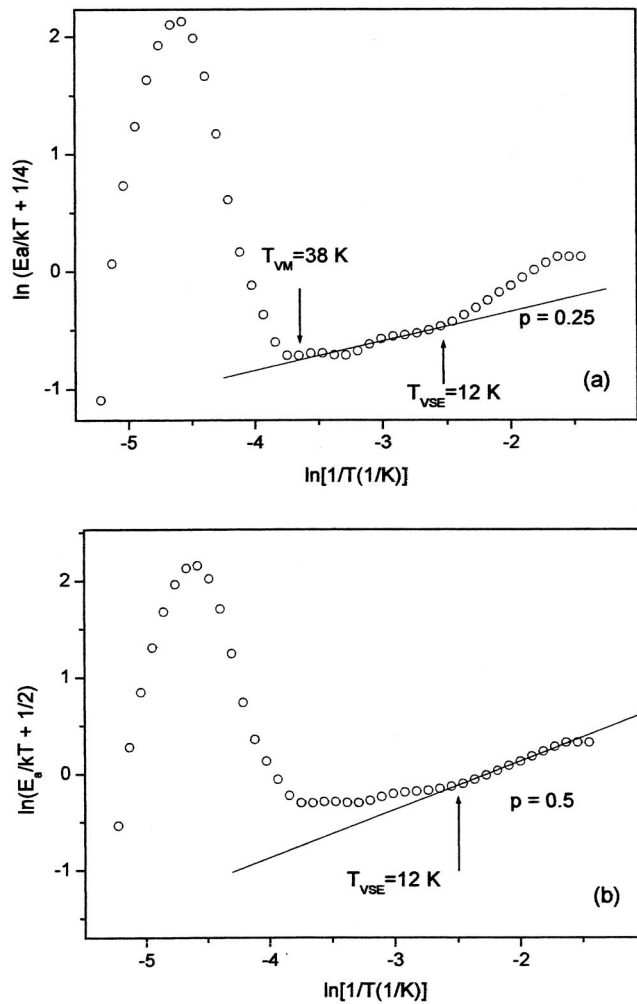 2
1
0
-1
ln (Ea/kT + 1/4)
T_VM=38 K
p = 0.25
T_VSE=12 K
(a)
-5 -4 -3 -2
ln[1/T(1/K)]
2
1
0
-1
ln(E_a/kT + 1/2)
p = 0.5
T_VSE=12 K
(b)
-5 -4 -3 -2 -1
ln[1/T(1/K)]